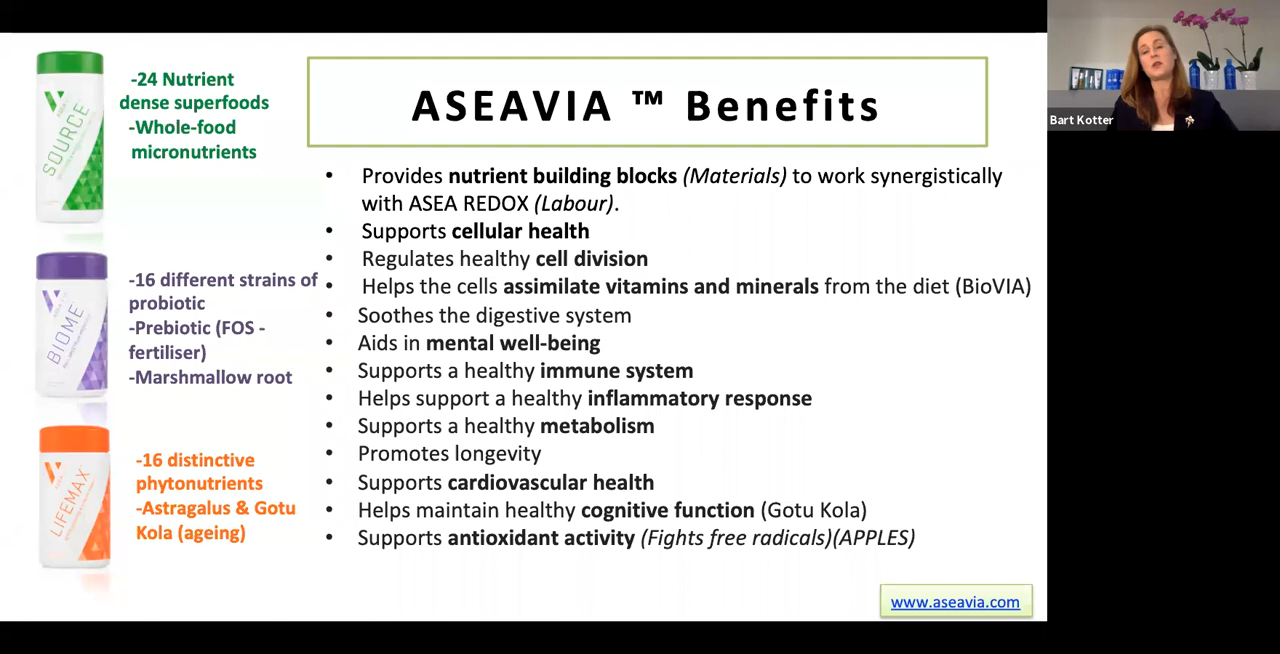 ASEAVIA ™ Benefits
-24 Nutrient
dense superfoods
-Whole-food
micronutrients
SOURCE
-16 different strains of
probiotic
-Prebiotic (FOS -
fertiliser)
-Marshmallow root
BIOME
-16 distinctive
phytonutrients
-Astragalus & Gotu
Kola (ageing)
LIFEMAX
• Provides nutrient building blocks (Materials) to work synergistically
with ASEA REDOX (Labour).
• Supports cellular health
• Regulates healthy cell division
• Helps the cells assimilate vitamins and minerals from the diet (BioVIA)
• Soothes the digestive system
• Aids in mental well-being
• Supports a healthy immune system
• Helps support a healthy inflammatory response
• Supports a healthy metabolism
• Promotes longevity
• Supports cardiovascular health
• Helps maintain healthy cognitive function (Gotu Kola)
• Supports antioxidant activity (Fights free radicals)(APPLES)
www.aseavia.com
Bart Kotter